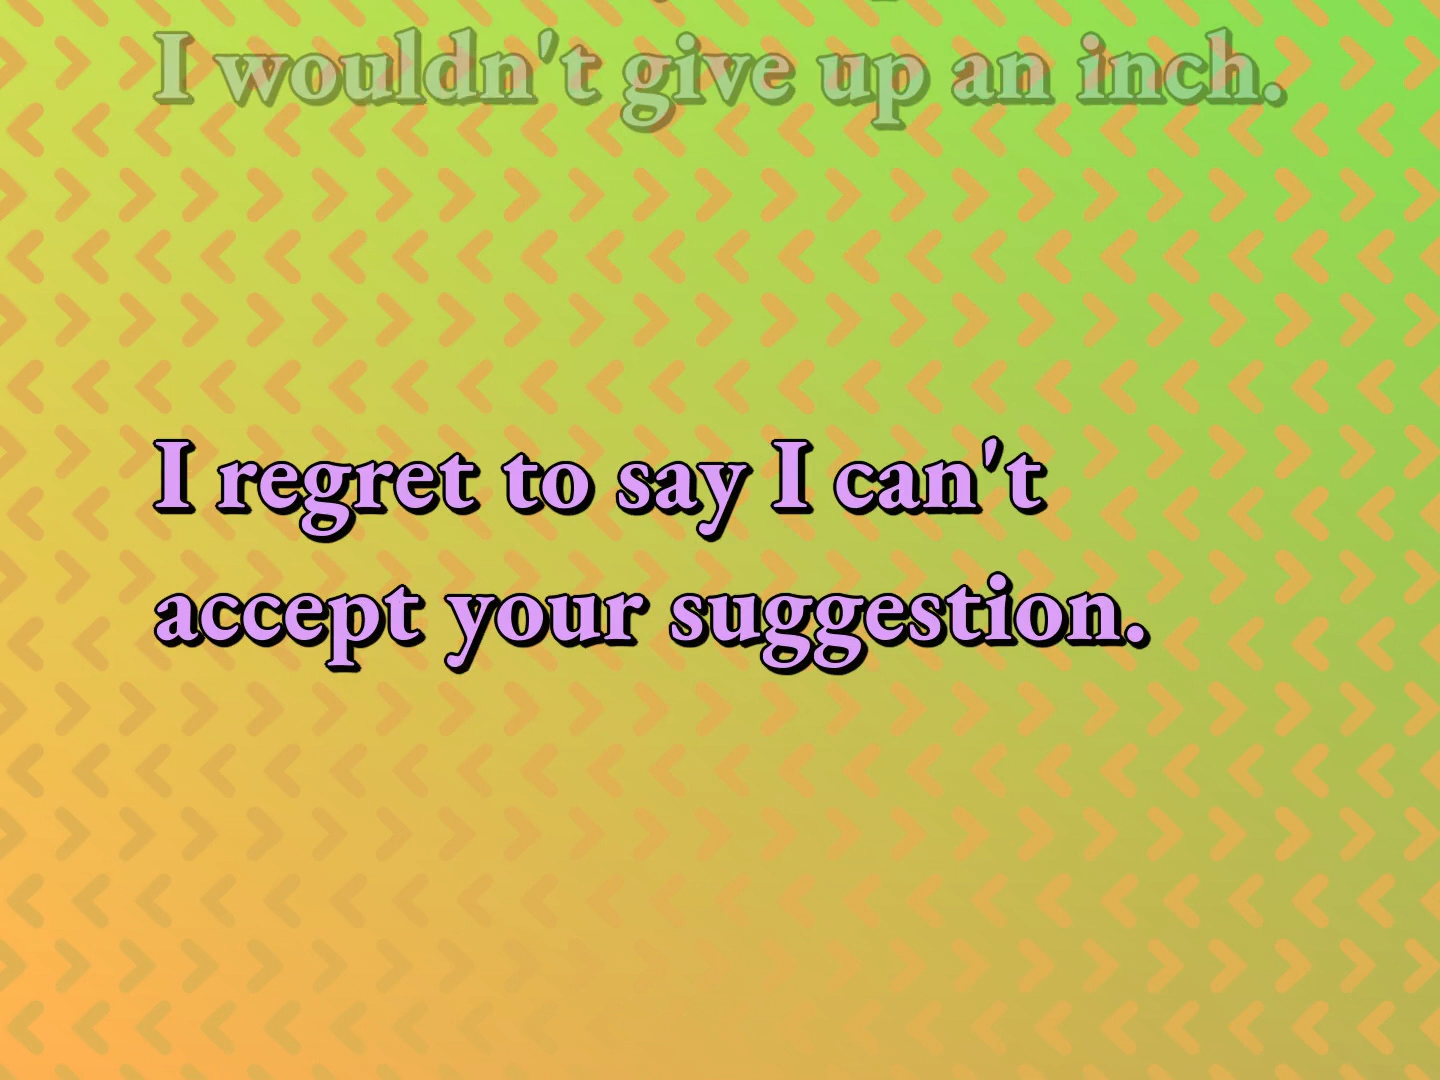 I wouldn't give up an inch.
I regret to say I can't
accept your suggestion.